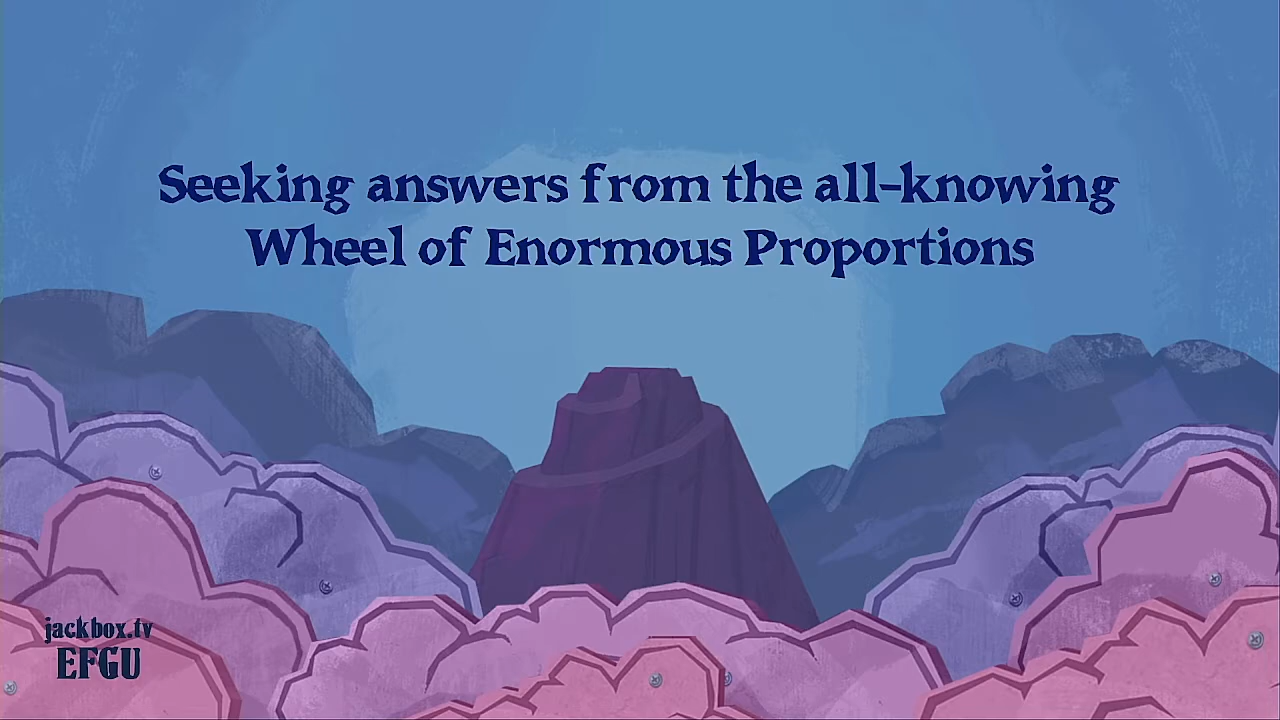 Seeking answers from the all-knowing
Wheel of Enormous Proportions
jackbox.tv
EFGU